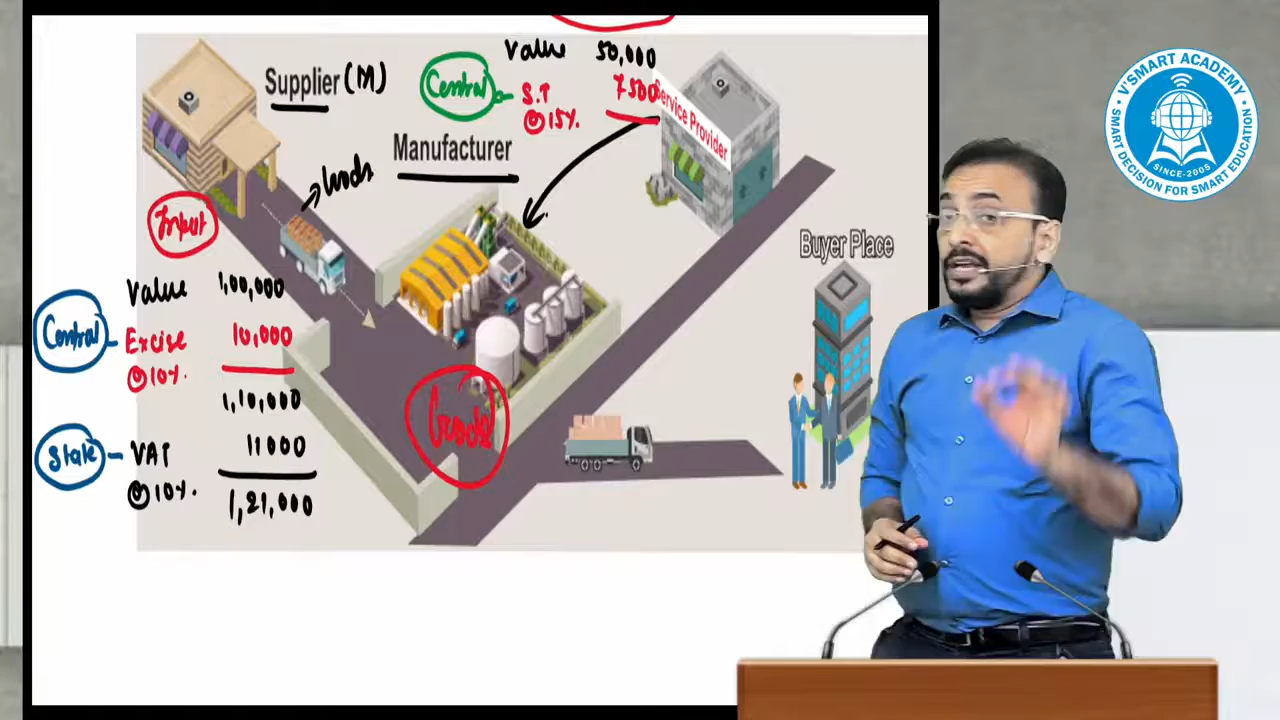 Supplier (M)
Central
Value 50,000
S.T 7500
@ 15%.
Service Provider
Manufacturer
Goods
Input
Value 1,00,000
Central
Excise 10,000
@ 10%.
1,10,000
State
VAT 11000
@ 10%.
1,21,000
Goods
Buyer Place
V'SMART ACADEMY
SMART DECISION FOR SMART EDUCATION
SINCE-2005